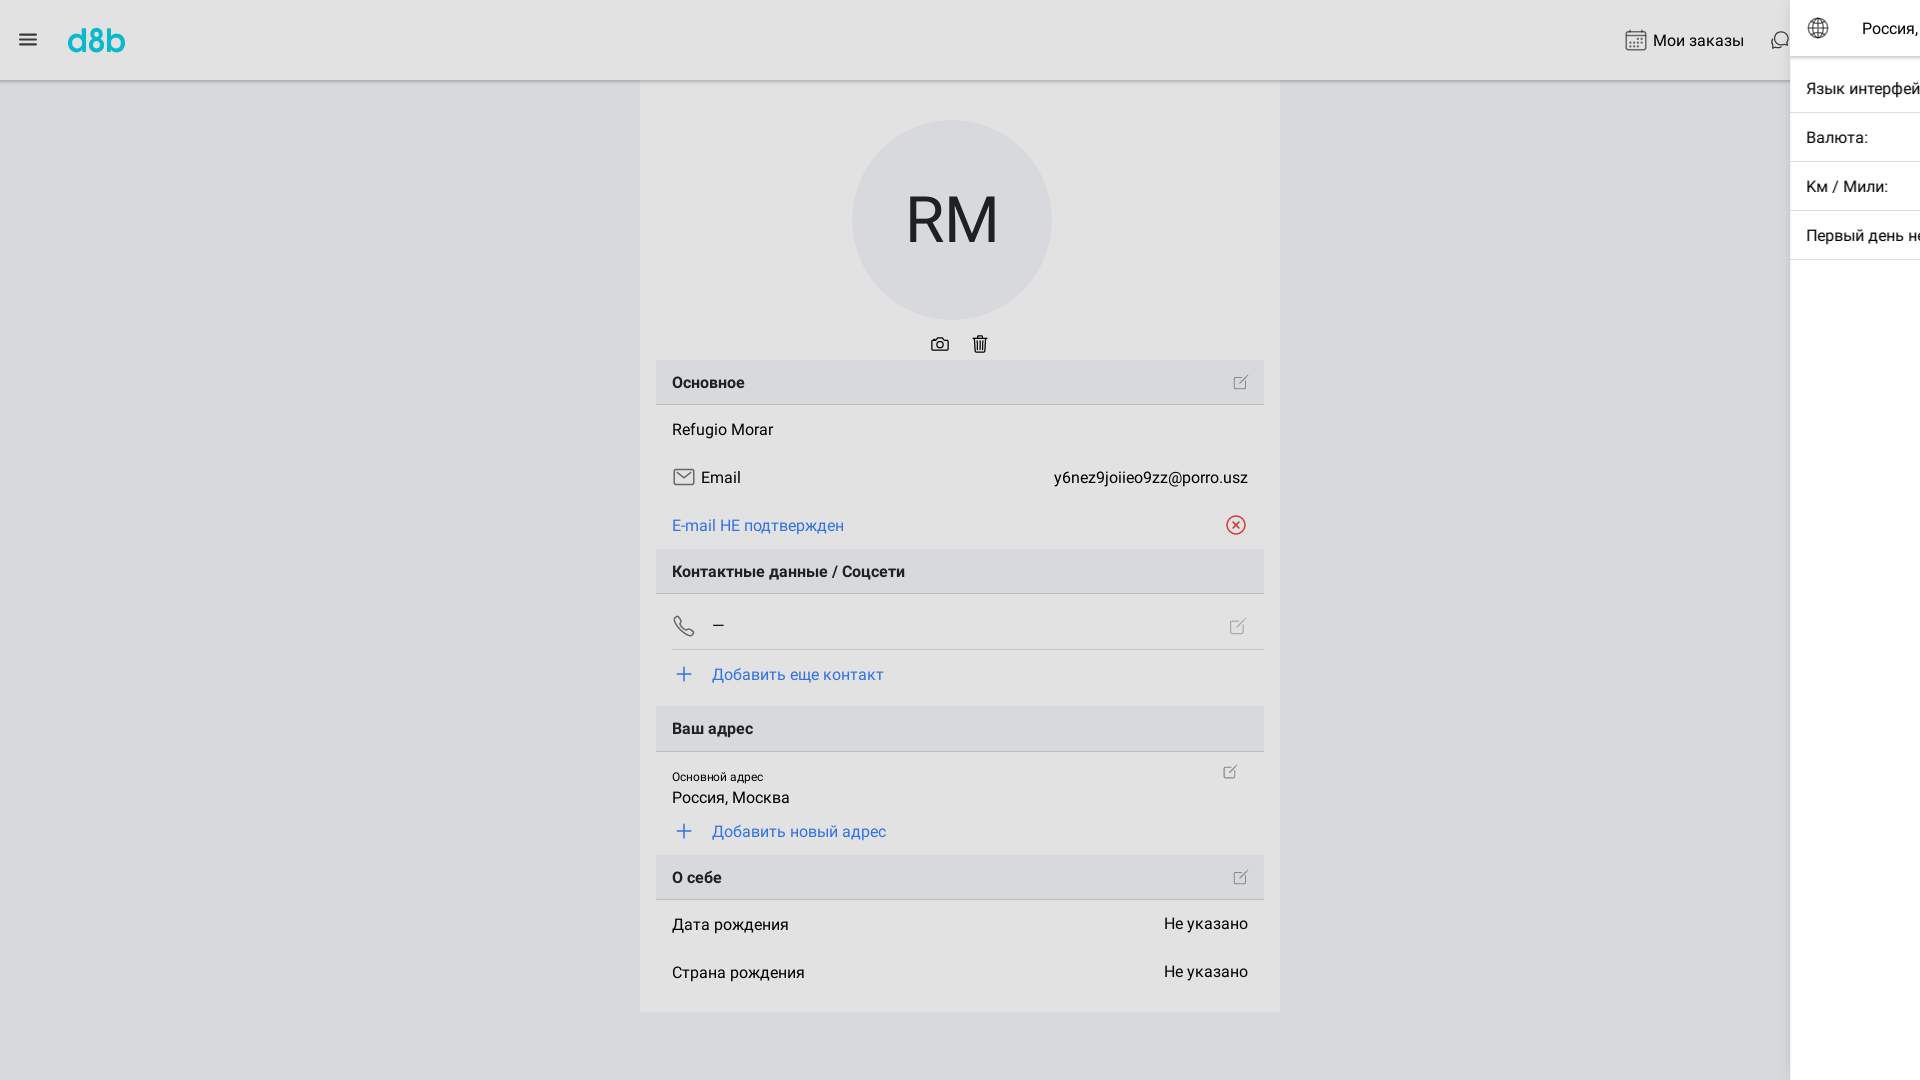 d8b
Мои заказы
Россия,
Язык интерфей
Валюта:
Км / Мили:
Первый день не
RM
Основное
Refugio Morar
Email
y6nez9joiieo9zz@porro.usz
E-mail НЕ подтвержден
Контактные данные / Соцсети
—
Добавить еще контакт
Ваш адрес
Основной адрес
Россия, Москва
Добавить новый адрес
О себе
Дата рождения
Не указано
Страна рождения
Не указано